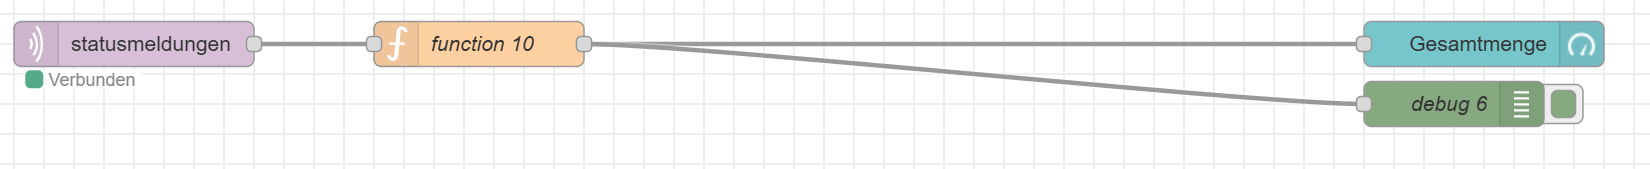 statusmeldungen
Verbunden
function 10
Gesamtmenge
debug 6